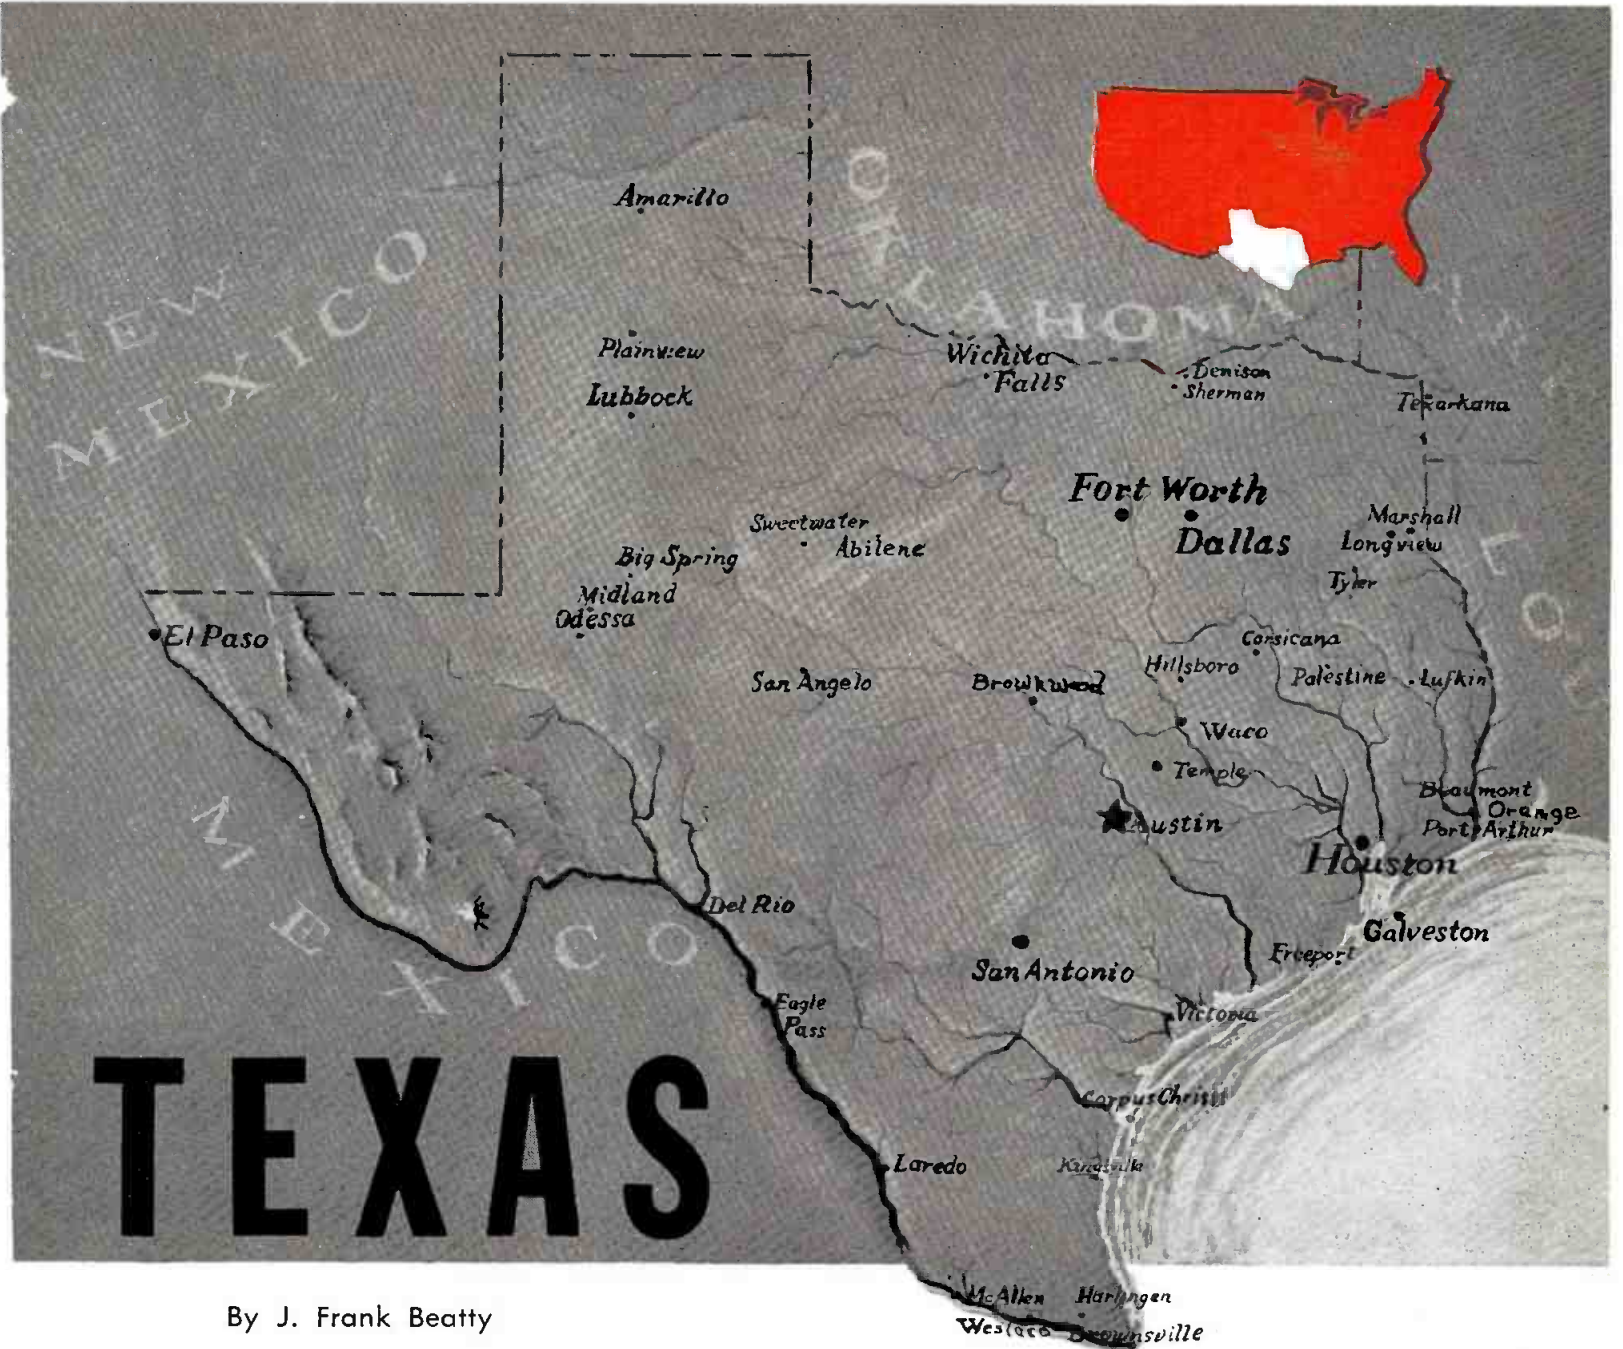 NEW
MEXICO
OKLAHOMA
Amarillo
Plainview
Lubbock
Wichita
Falls
Denison
Sherman
Texarkana
Fort Worth
Dallas
Marshall
Longview
Tyler
Sweetwater
Abilene
Big Spring
Midland
Odessa
El Paso
San Angelo
Brownwood
Corsicana
Hillsboro
Palestine
Lufkin
Waco
Temple
Austin
Beaumont
Orange
Port Arthur
Houston
Galveston
Freeport
Del Rio
San Antonio
MEXICO
Eagle
Pass
Victoria
Corpus Christi
Laredo
Kingsville
TEXAS
McAllen
Harlingen
Weslaco
Brownsville
By J. Frank Beatty